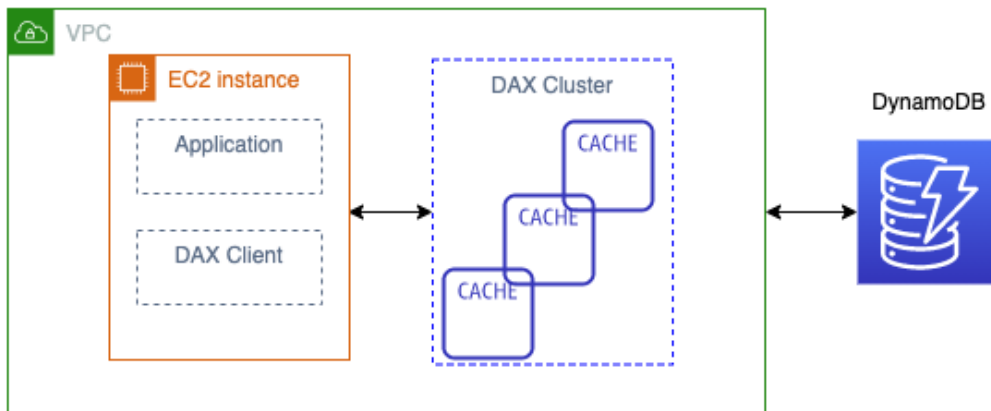 VPC
EC2 instance
Application
DAX Client
DAX Cluster
CACHE
CACHE
CACHE
DynamoDB